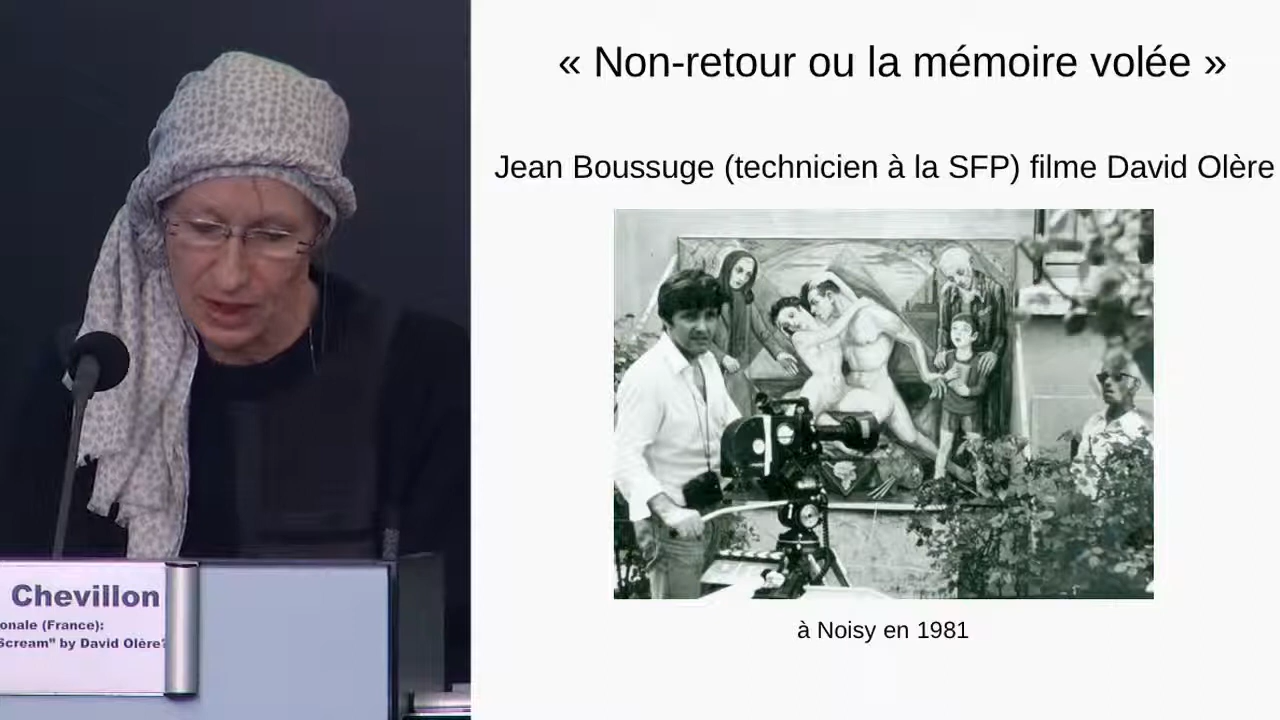 « Non-retour ou la mémoire volée »
Jean Boussuge (technicien à la SFP) filme David Olère
à Noisy en 1981
Chevillon
onale (France):
Scream" by David Olère?